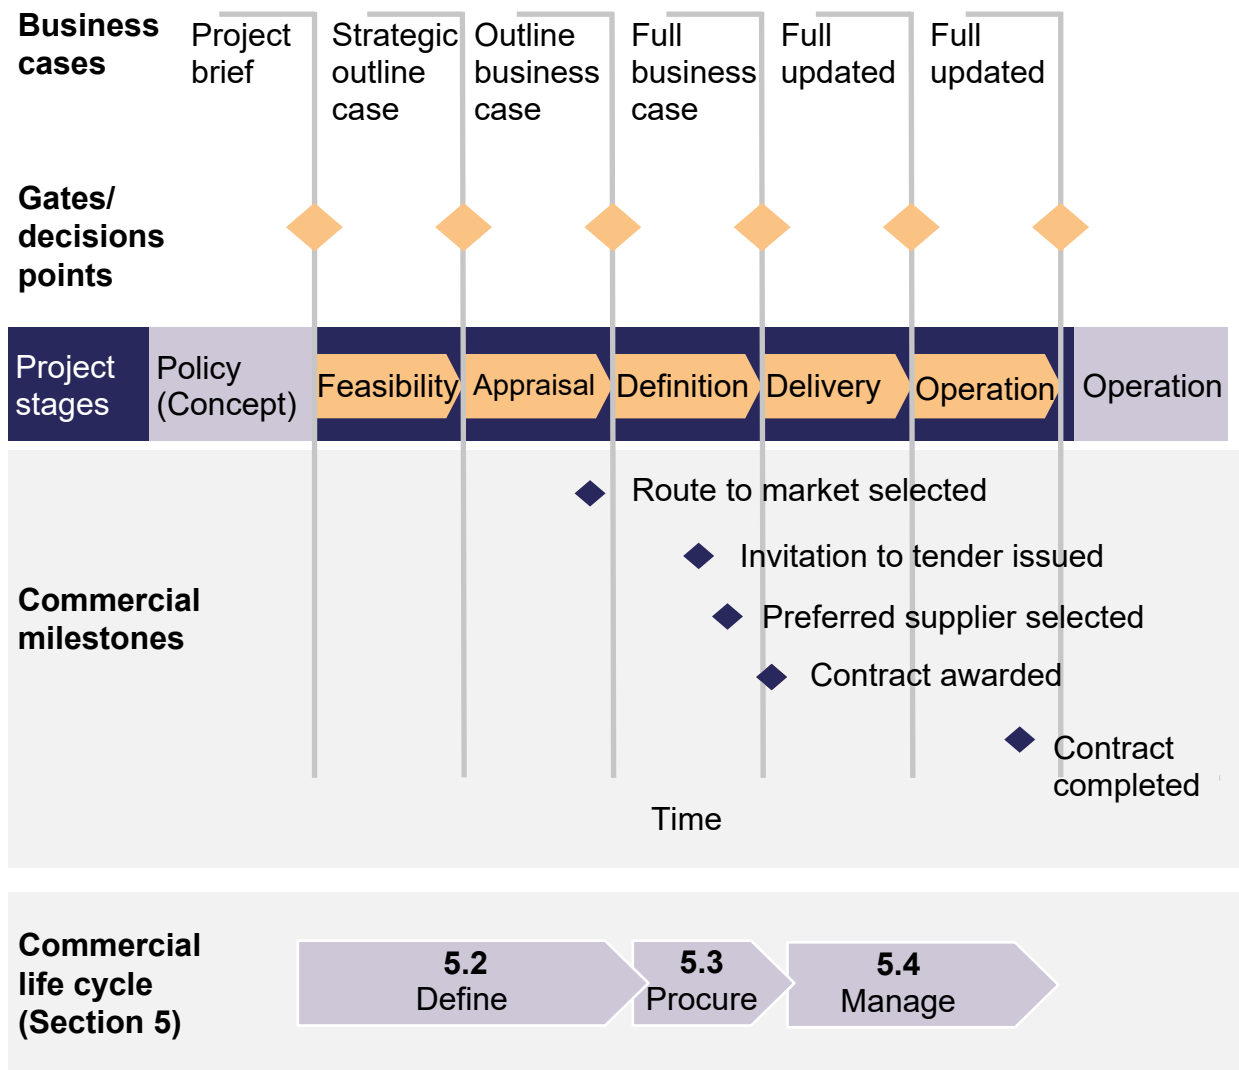 Business
cases
Project
brief
Strategic
outline
case
Outline
business
case
Full
business
case
Full
updated
Full
updated
Gates/
decisions
points
Project
stages
Policy
(Concept)
Feasibility
Appraisal
Definition
Delivery
Operation
Operation
Commercial
milestones
Route to market selected
Invitation to tender issued
Preferred supplier selected
Contract awarded
Contract
completed
Time
Commercial
life cycle
(Section 5)
5.2
Define
5.3
Procure
5.4
Manage